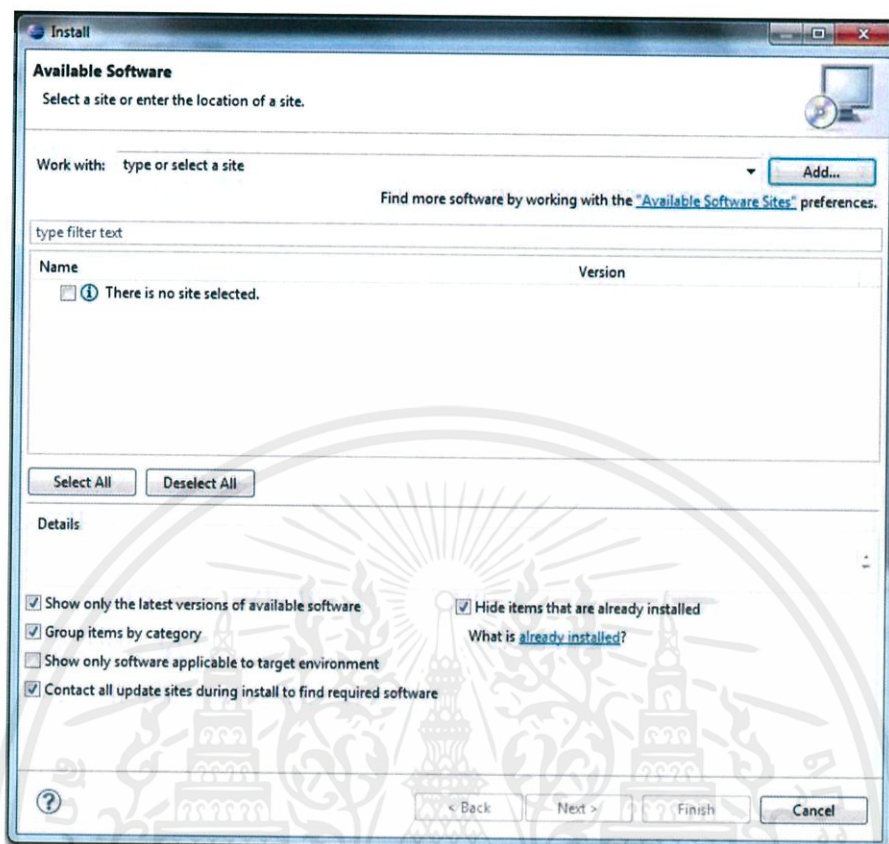 Install
Available Software
Select a site or enter the location of a site.
Work with: type or select a site Add...
Find more software by working with the "Available Software Sites" preferences.
type filter text
Name Version
There is no site selected.
Select All Deselect All
Details
Show only the latest versions of available software Hide items that are already installed
Group items by category What is already installed?
Show only software applicable to target environment
Contact all update sites during install to find required software
< Back Next > Finish Cancel